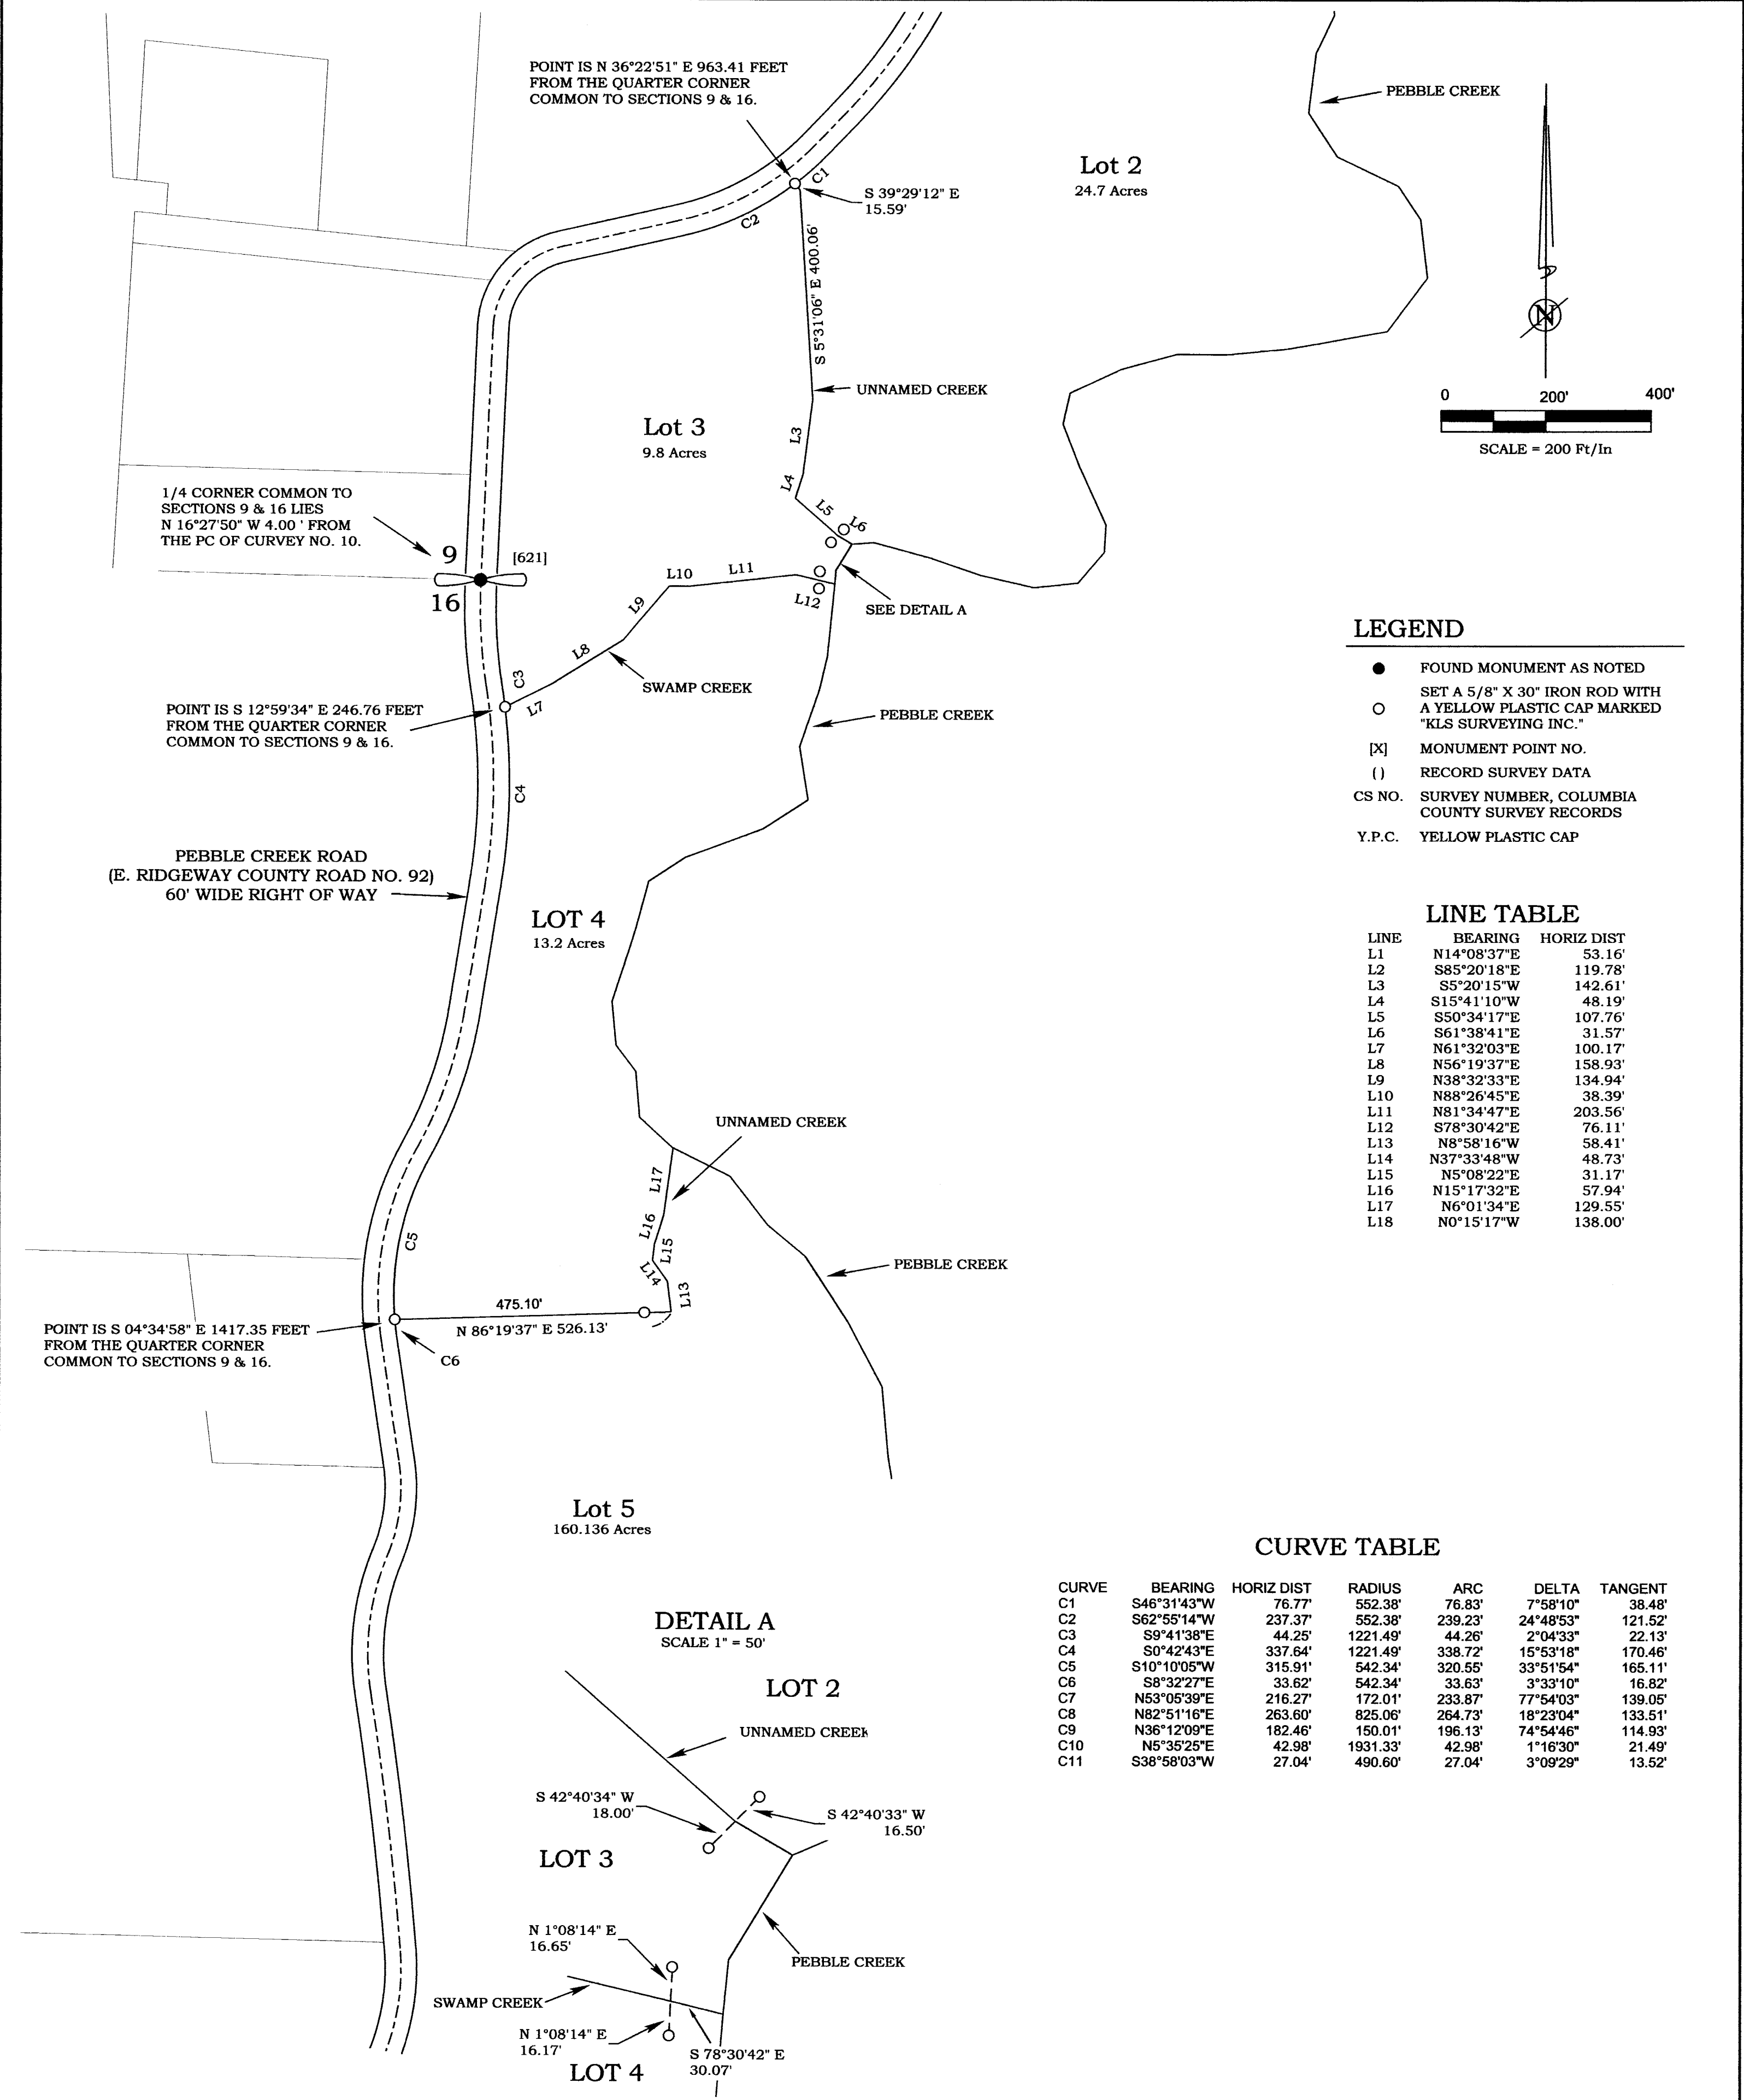 POINT IS N 36°22'51" E 963.41 FEET
FROM THE QUARTER CORNER
COMMON TO SECTIONS 9 & 16.
PEBBLE CREEK
Lot 2
24.7 Acres
C1
S 39°29'12" E
15.59'
C2
S 5°31'06" E 400.06'
N
UNNAMED CREEK
0 200' 400'
SCALE = 200 Ft/In
Lot 3
9.8 Acres
L3
L4
L5
L6
1/4 CORNER COMMON TO
SECTIONS 9 & 16 LIES
N 16°27'50" W 4.00 ' FROM
THE PC OF CURVEY NO. 10.
9
[621]
16
L10
L11
L12
L9
SEE DETAIL A
L8
SWAMP CREEK
C3
L7
POINT IS S 12°59'34" E 246.76 FEET
FROM THE QUARTER CORNER
COMMON TO SECTIONS 9 & 16.
PEBBLE CREEK
C4
LEGEND
FOUND MONUMENT AS NOTED
SET A 5/8" X 30" IRON ROD WITH
A YELLOW PLASTIC CAP MARKED
"KLS SURVEYING INC."
[X] MONUMENT POINT NO.
( ) RECORD SURVEY DATA
CS NO. SURVEY NUMBER, COLUMBIA
COUNTY SURVEY RECORDS
Y.P.C. YELLOW PLASTIC CAP
PEBBLE CREEK ROAD
(E. RIDGEWAY COUNTY ROAD NO. 92)
60' WIDE RIGHT OF WAY
LOT 4
13.2 Acres
LINE TABLE
LINE BEARING HORIZ DIST
L1 N14°08'37"E 53.16'
L2 S85°20'18"E 119.78'
L3 S5°20'15"W 142.61'
L4 S15°41'10"W 48.19'
L5 S50°34'17"E 107.76'
L6 S61°38'41"E 31.57'
L7 N61°32'03"E 100.17'
L8 N56°19'37"E 158.93'
L9 N38°32'33"E 134.94'
L10 N88°26'45"E 38.39'
L11 N81°34'47"E 203.56'
L12 S78°30'42"E 76.11'
L13 N8°58'16"W 58.41'
L14 N37°33'48"W 48.73'
L15 N5°08'22"E 31.17'
L16 N15°17'32"E 57.94'
L17 N6°01'34"E 129.55'
L18 N0°15'17"W 138.00'
UNNAMED CREEK
L17
L16
L15
L14
L13
C5
PEBBLE CREEK
475.10'
N 86°19'37" E 526.13'
POINT IS S 04°34'58" E 1417.35 FEET
FROM THE QUARTER CORNER
COMMON TO SECTIONS 9 & 16.
C6
Lot 5
160.136 Acres
CURVE TABLE
CURVE BEARING HORIZ DIST RADIUS ARC DELTA TANGENT
C1 S46°31'43"W 76.77' 552.38' 76.83' 7°58'10" 38.48'
C2 S62°55'14"W 237.37' 552.38' 239.23' 24°48'53" 121.52'
C3 S9°41'38"E 44.25' 1221.49' 44.26' 2°04'33" 22.13'
C4 S0°42'43"E 337.64' 1221.49' 338.72' 15°53'18" 170.46'
C5 S10°10'05"W 315.91' 542.34' 320.55' 33°51'54" 165.11'
C6 S8°32'27"E 33.62' 542.34' 33.63' 3°33'10" 16.82'
C7 N53°05'39"E 216.27' 172.01' 233.87' 77°54'03" 139.05'
C8 N82°51'16"E 263.60' 825.06' 264.73' 18°23'04" 133.51'
C9 N36°12'09"E 182.46' 150.01' 196.13' 74°54'46" 114.93'
C10 N5°35'25"E 42.98' 1931.33' 42.98' 1°16'30" 21.49'
C11 S38°58'03"W 27.04' 490.60' 27.04' 3°09'29" 13.52'
DETAIL A
SCALE 1" = 50'
LOT 2
UNNAMED CREEK
S 42°40'34" W
18.00'
S 42°40'33" W
16.50'
LOT 3
N 1°08'14" E
16.65'
PEBBLE CREEK
SWAMP CREEK
N 1°08'14" E
16.17'
S 78°30'42" E
30.07'
LOT 4